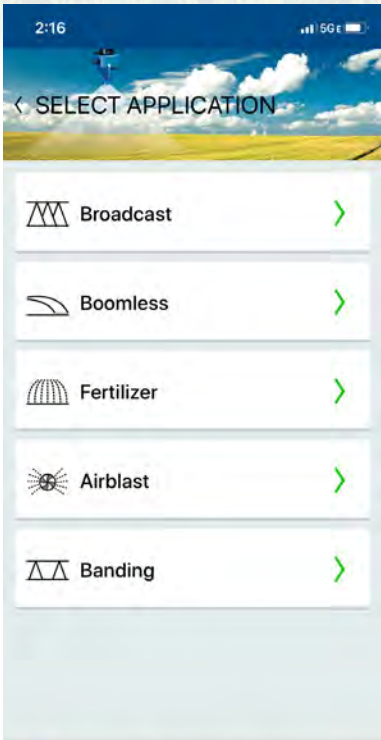 2:16
5G E
SELECT APPLICATION
Broadcast
Boomless
Fertilizer
Airblast
Banding